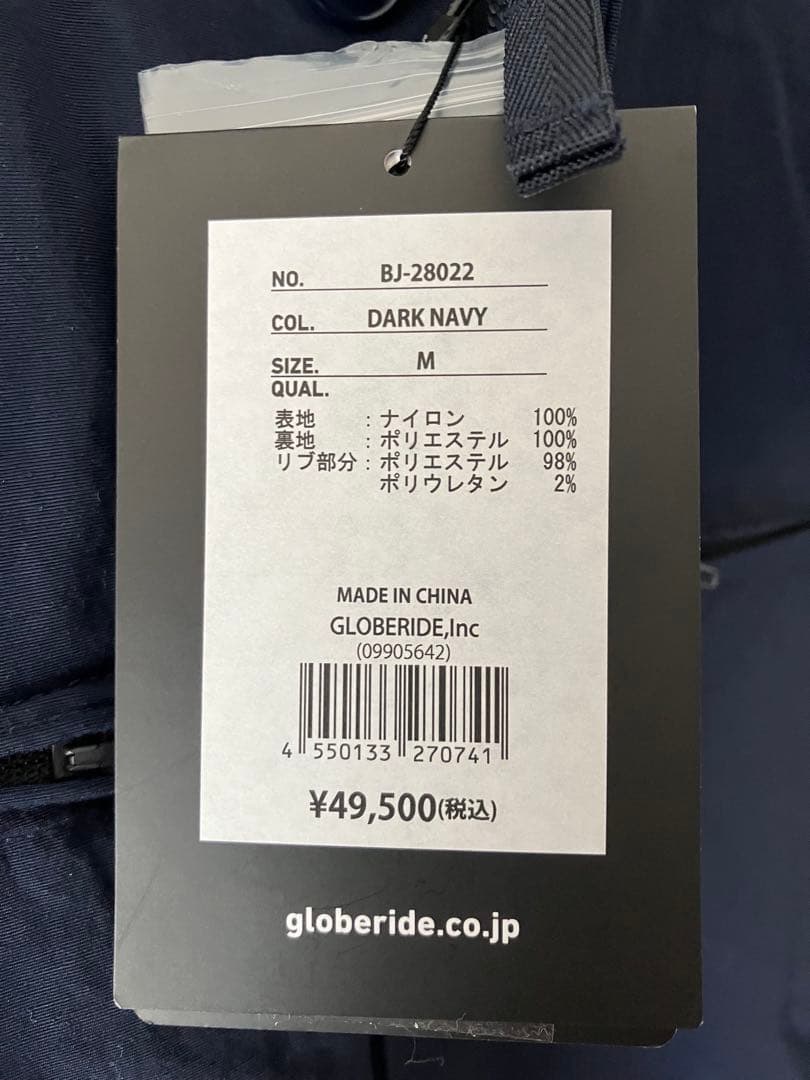 NO. BJ-28022
COL. DARK NAVY
SIZE. M
QUAL.
表地 : ナイロン 100%
裏地 : ポリエステル 100%
リブ部分 : ポリエステル 98%
ポリウレタン 2%
MADE IN CHINA
GLOBERIDE,Inc
(09905642)
4 550133 270741
¥49,500(税込)
globeride.co.jp